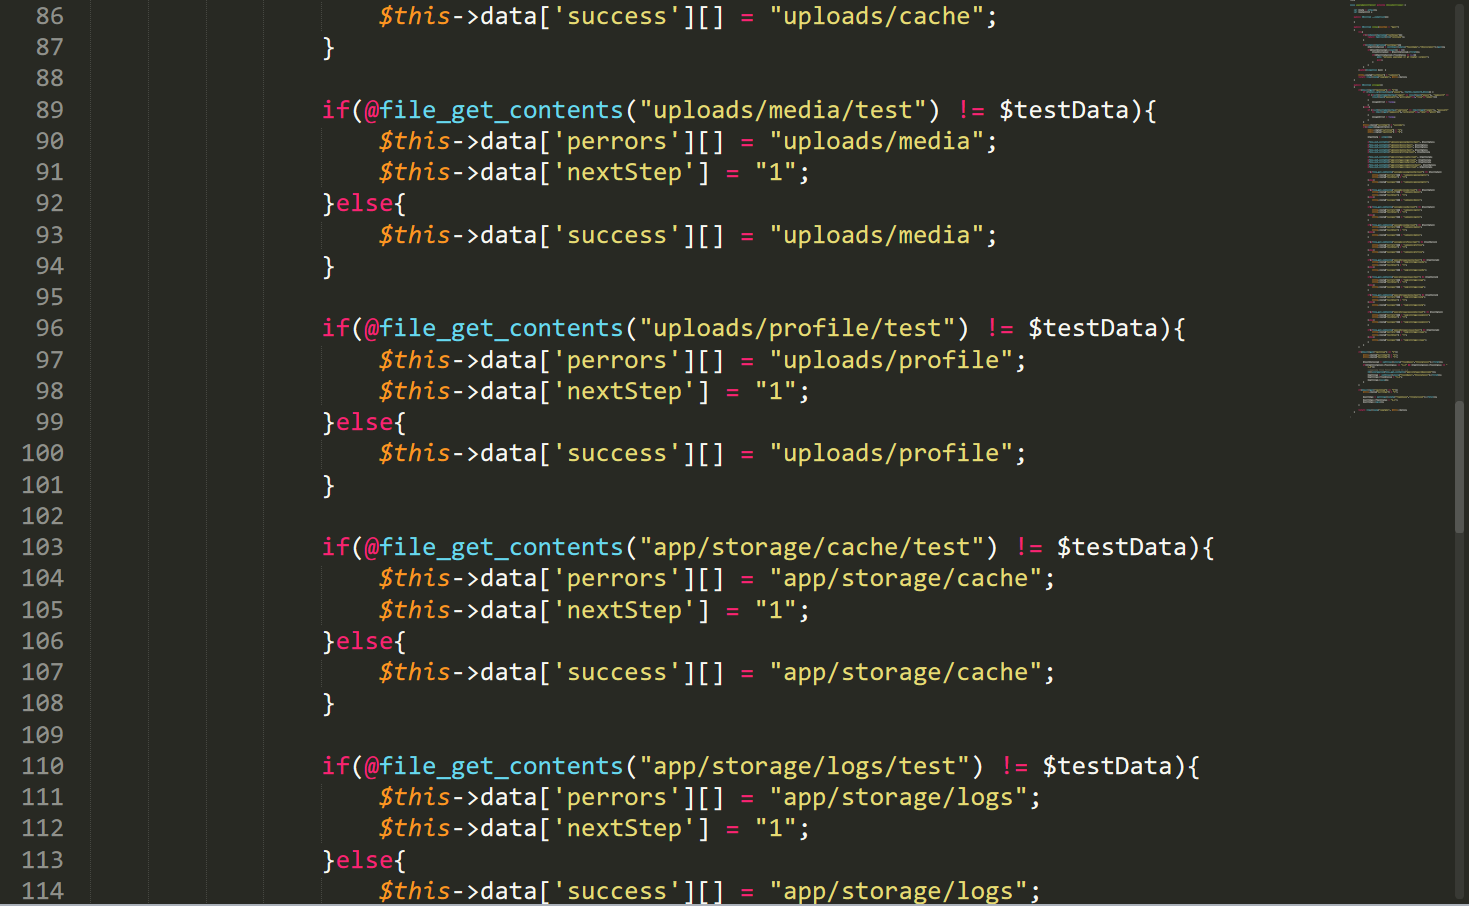 86 $this->data['success'][] = "uploads/cache";
87 }
88
89 if(@file_get_contents("uploads/media/test") != $testData){
90 $this->data['perrors'][] = "uploads/media";
91 $this->data['nextStep'] = "1";
92 }else{
93 $this->data['success'][] = "uploads/media";
94 }
95
96 if(@file_get_contents("uploads/profile/test") != $testData){
97 $this->data['perrors'][] = "uploads/profile";
98 $this->data['nextStep'] = "1";
99 }else{
100 $this->data['success'][] = "uploads/profile";
101 }
102
103 if(@file_get_contents("app/storage/cache/test") != $testData){
104 $this->data['perrors'][] = "app/storage/cache";
105 $this->data['nextStep'] = "1";
106 }else{
107 $this->data['success'][] = "app/storage/cache";
108 }
109
110 if(@file_get_contents("app/storage/logs/test") != $testData){
111 $this->data['perrors'][] = "app/storage/logs";
112 $this->data['nextStep'] = "1";
113 }else{
114 $this->data['success'][] = "app/storage/logs";